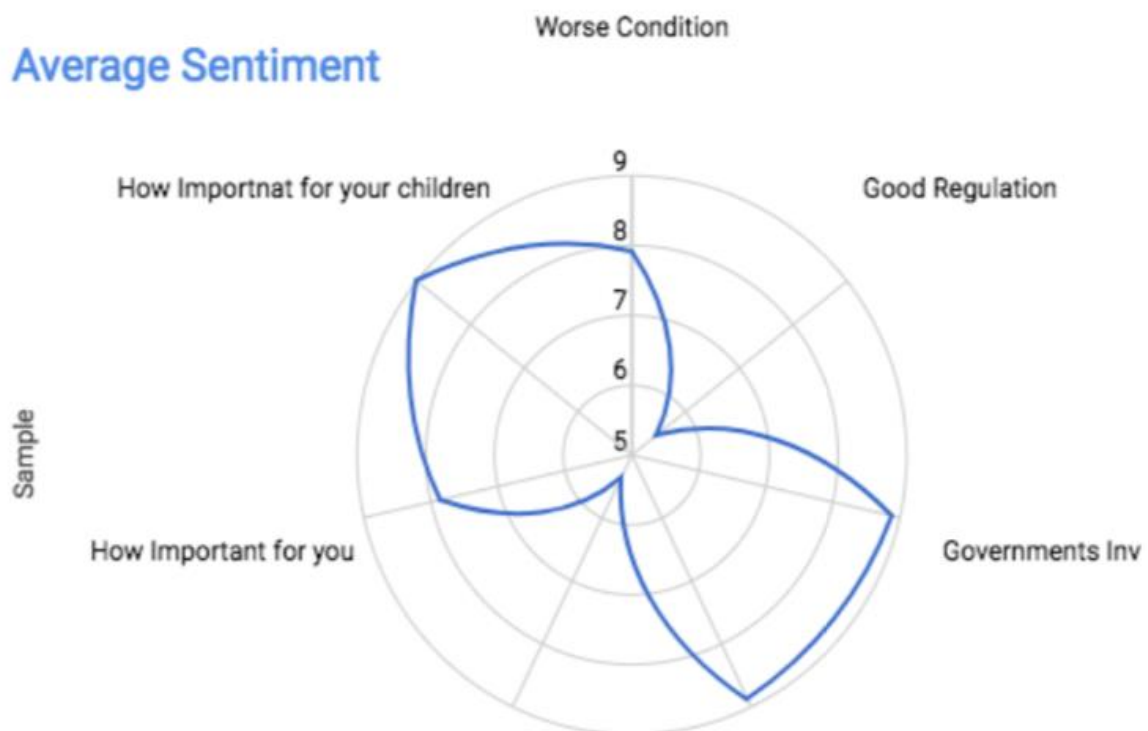 Worse Condition
Average Sentiment
How Importnat for your children
Good Regulation
9
8
7
6
5
Sample
How Important for you
Governments Inv